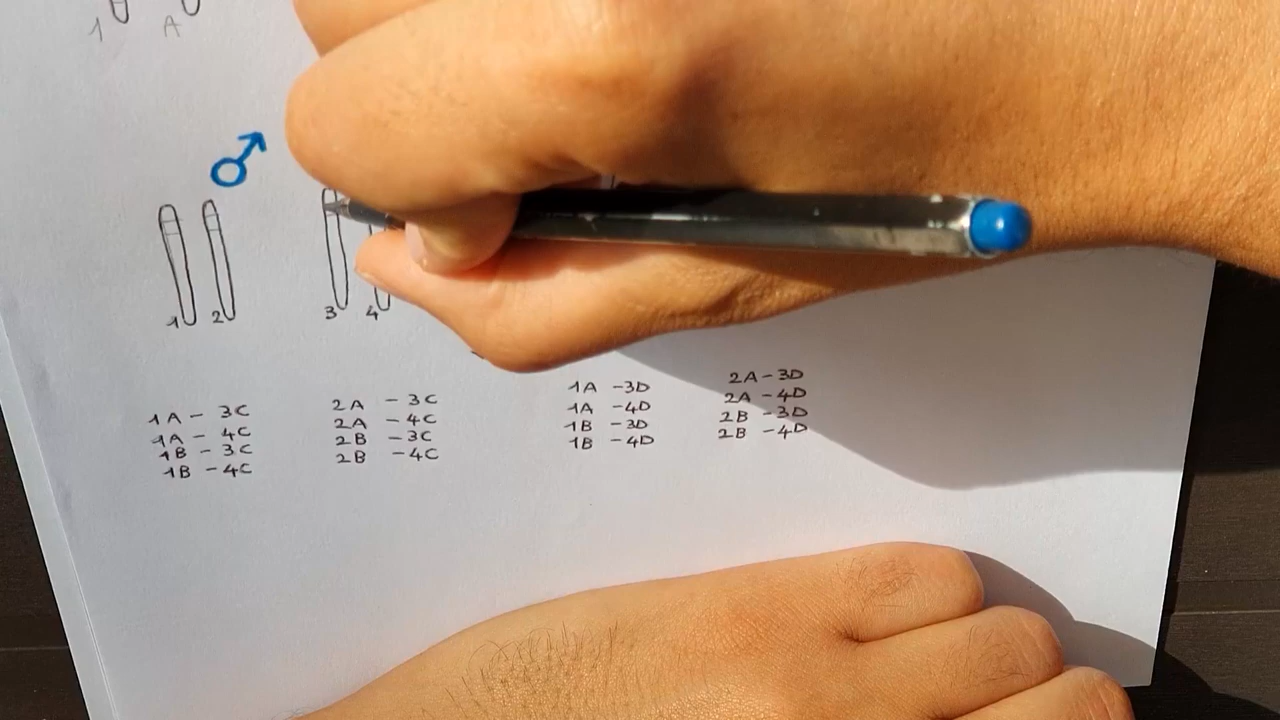 1 A
♂
1 2 3 4
1A - 3C
1A - 4C
1B - 3C
1B - 4C
2A - 3C
2A - 4C
2B - 3C
2B - 4C
1A - 3D
1A - 4D
1B - 3D
1B - 4D
2A - 3D
2A - 4D
2B - 3D
2B - 4D